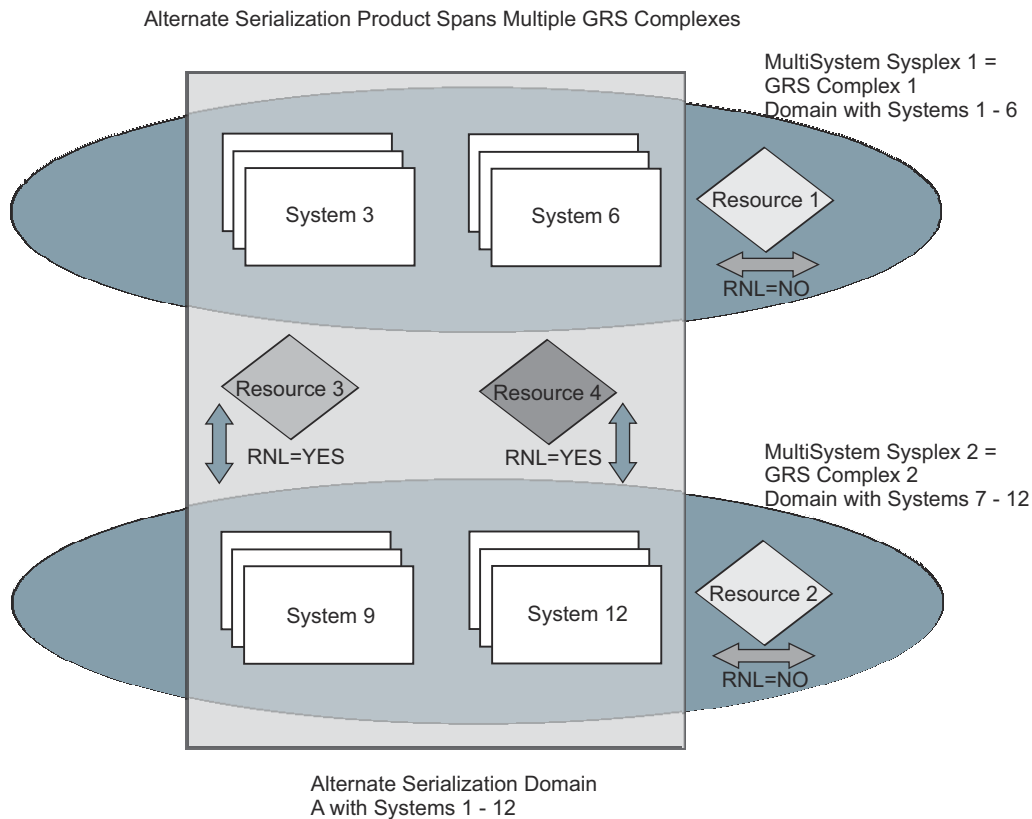 Alternate Serialization Product Spans Multiple GRS Complexes
MultiSystem Sysplex 1 =
GRS Complex 1
Domain with Systems 1 - 6
System 3
System 6
Resource 1
RNL=NO
Resource 3
RNL=YES
Resource 4
RNL=YES
MultiSystem Sysplex 2 =
GRS Complex 2
Domain with Systems 7 - 12
System 9
System 12
Resource 2
RNL=NO
Alternate Serialization Domain
A with Systems 1 - 12